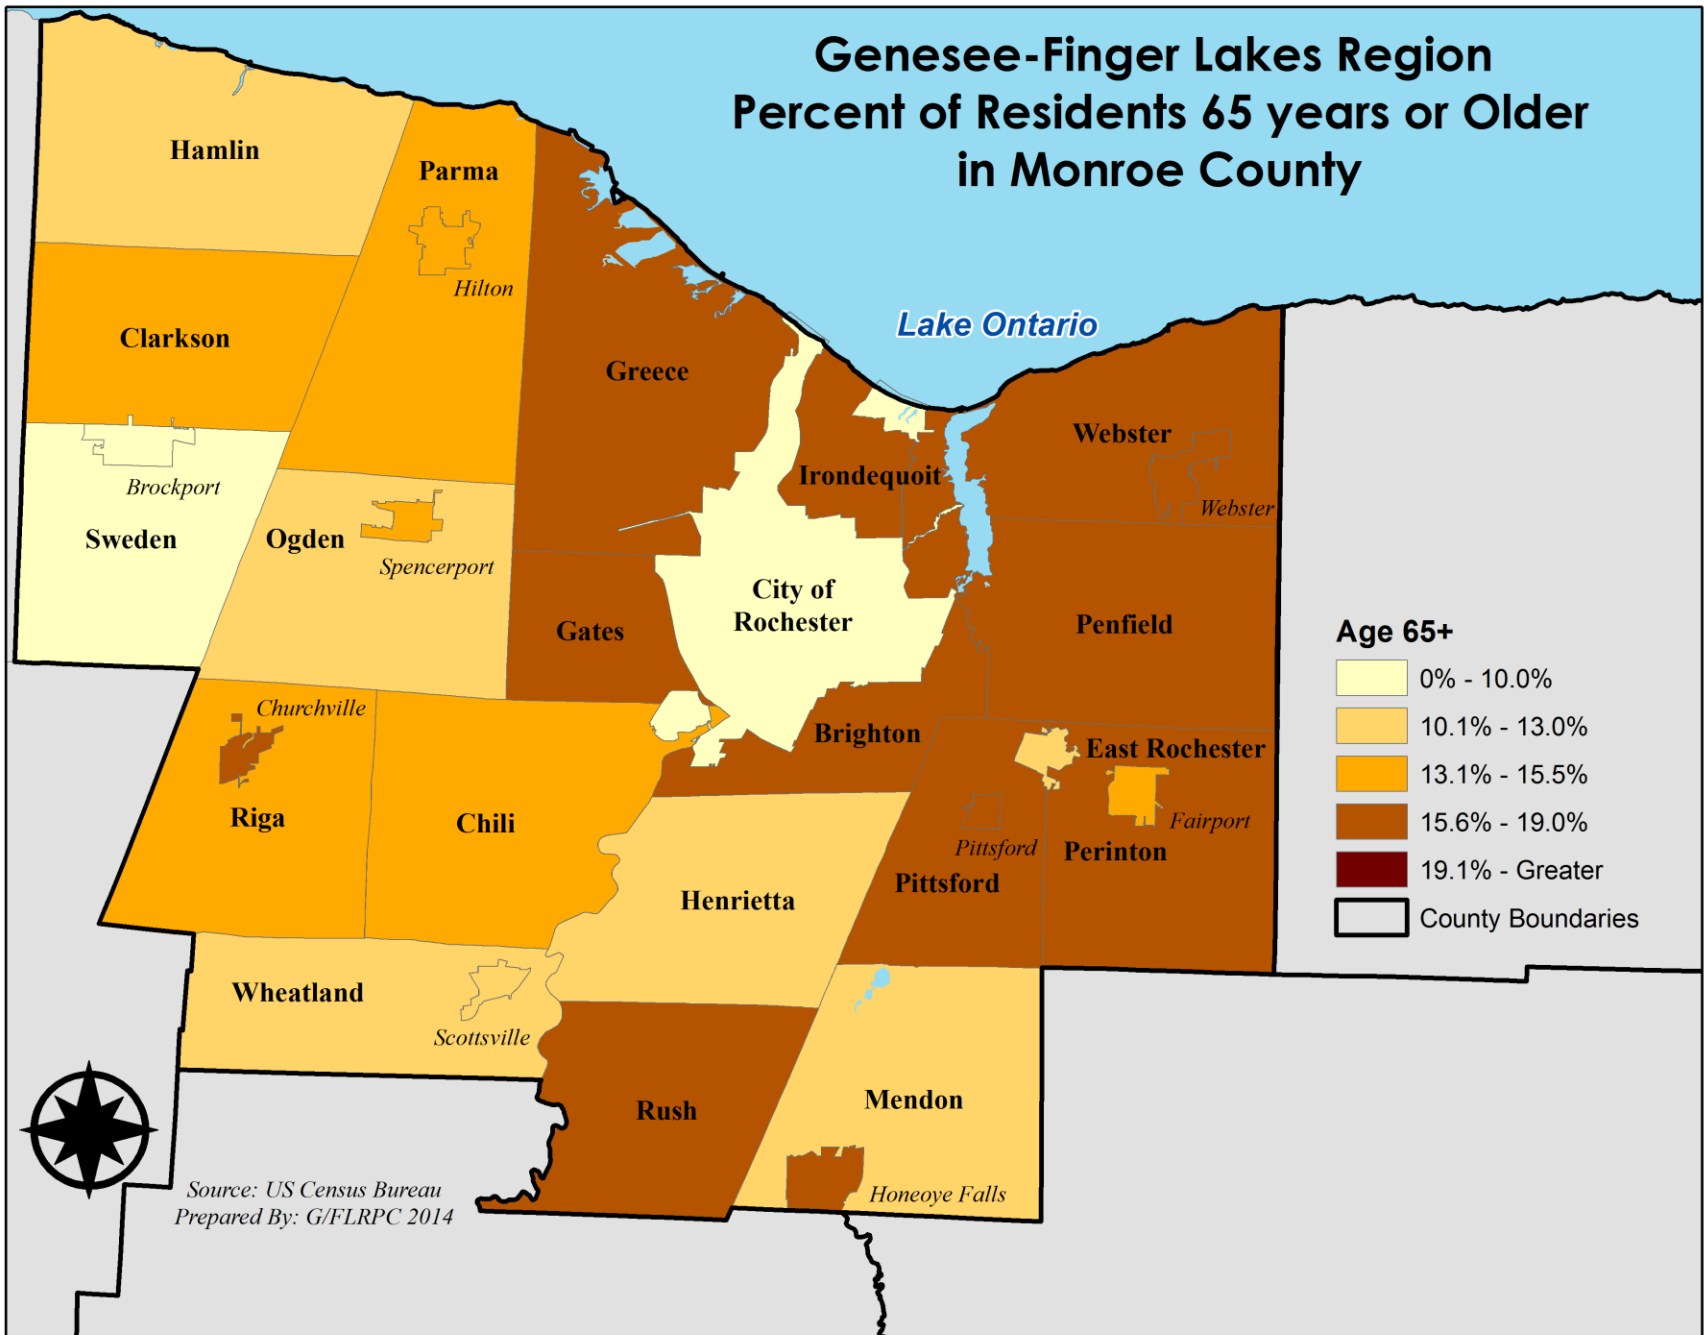 Genesee-Finger Lakes Region
Percent of Residents 65 years or Older
in Monroe County
Hamlin
Parma
Hilton
Clarkson
Lake Ontario
Greece
Webster
Irondequoit
Brockport
Webster
Sweden
Ogden
Spencerport
City of
Rochester
Gates
Penfield
Churchville
Brighton
East Rochester
Riga
Chili
Fairport
Pittsford
Perinton
Pittsford
Henrietta
Wheatland
Scottsville
Mendon
Rush
Honeoye Falls
Age 65+
0% - 10.0%
10.1% - 13.0%
13.1% - 15.5%
15.6% - 19.0%
19.1% - Greater
County Boundaries
Source: US Census Bureau
Prepared By: G/FLRPC 2014